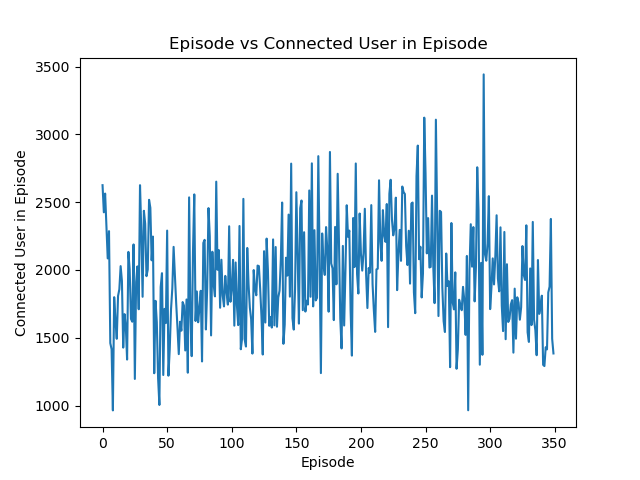 Episode vs Connected User in Episode
3500
3000
2500
2000
1500
1000
Connected User in Episode
0 50 100 150 200 250 300 350
Episode